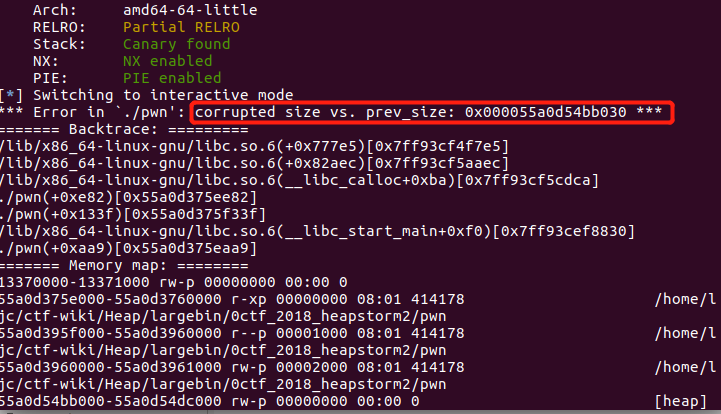 Arch: amd64-64-little
RELRO: Partial RELRO
Stack: Canary found
NX: NX enabled
PIE: PIE enabled
[*] Switching to interactive mode
*** Error in `./pwn': corrupted size vs. prev_size: 0x000055a0d54bb030 ***
======= Backtrace: =========
/lib/x86_64-linux-gnu/libc.so.6(+0x777e5)[0x7ff93cf4f7e5]
/lib/x86_64-linux-gnu/libc.so.6(+0x82aec)[0x7ff93cf5aaec]
/lib/x86_64-linux-gnu/libc.so.6(__libc_calloc+0xba)[0x7ff93cf5cdca]
./pwn(+0xe82)[0x55a0d375ee82]
./pwn(+0x133f)[0x55a0d375f33f]
/lib/x86_64-linux-gnu/libc.so.6(__libc_start_main+0xf0)[0x7ff93cef8830]
./pwn(+0xaa9)[0x55a0d375eaa9]
======= Memory map: ========
13370000-13371000 rw-p 00000000 00:00 0
55a0d375e000-55a0d3760000 r-xp 00000000 08:01 414178 /home/l
jc/ctf-wiki/Heap/largebin/0ctf_2018_heapstorm2/pwn
55a0d395f000-55a0d3960000 r--p 00001000 08:01 414178 /home/l
jc/ctf-wiki/Heap/largebin/0ctf_2018_heapstorm2/pwn
55a0d3960000-55a0d3961000 rw-p 00002000 08:01 414178 /home/l
jc/ctf-wiki/Heap/largebin/0ctf_2018_heapstorm2/pwn
55a0d54bb000-55a0d54dc000 rw-p 00000000 00:00 0 [heap]